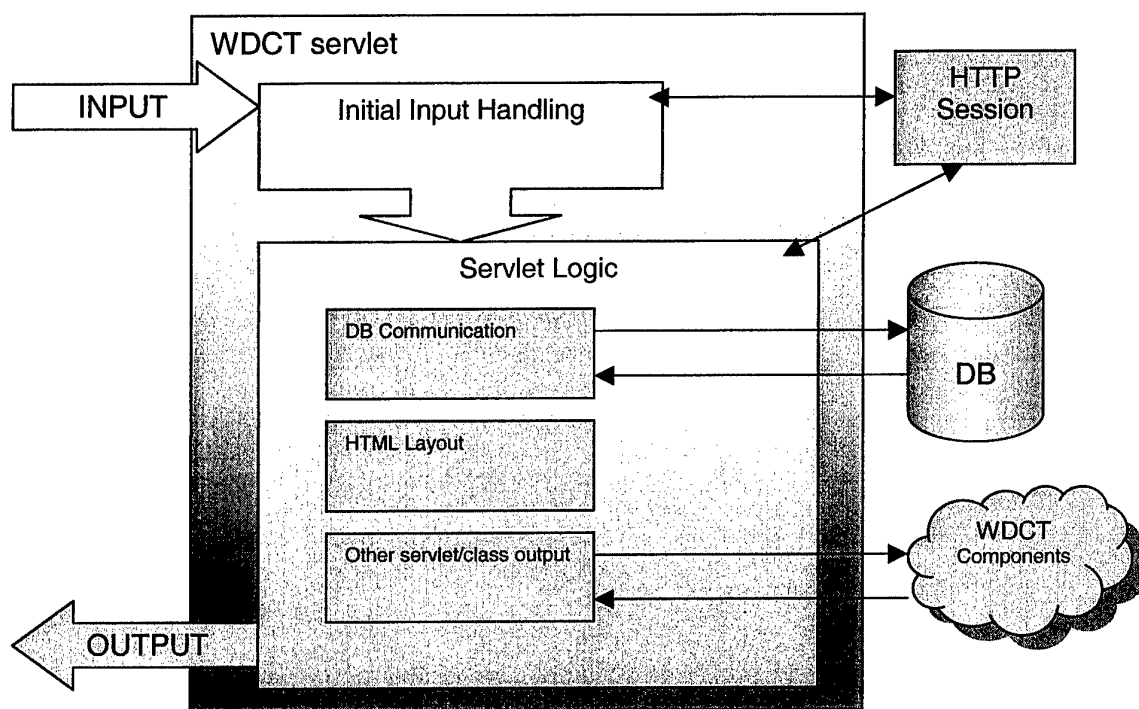 WDCT servlet
INPUT
Initial Input Handling
HTTP
Session
Servlet Logic
DB Communication
DB
HTML Layout
Other servlet/class output
WDCT
Components
OUTPUT